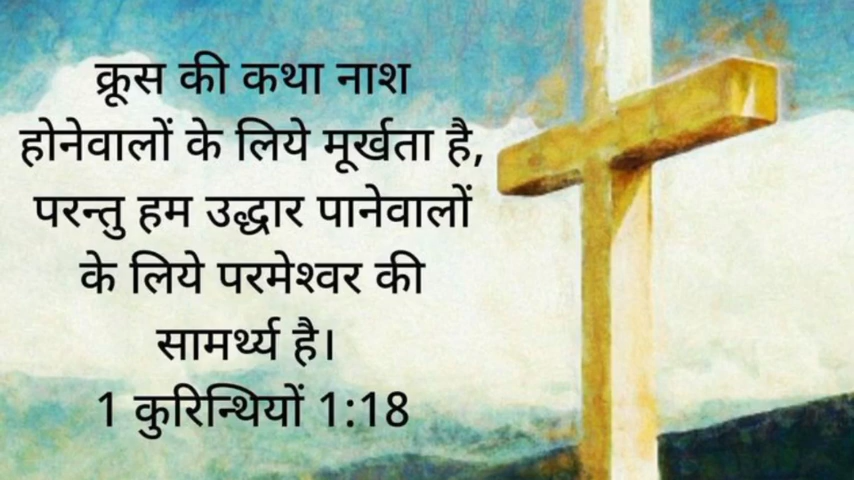 क्रूस की कथा नाश
होनेवालों के लिये मूर्खता है,
परन्तु हम उद्धार पानेवालों
के लिये परमेश्वर की
सामर्थ्य है।
1 कुरिन्थियों 1:18